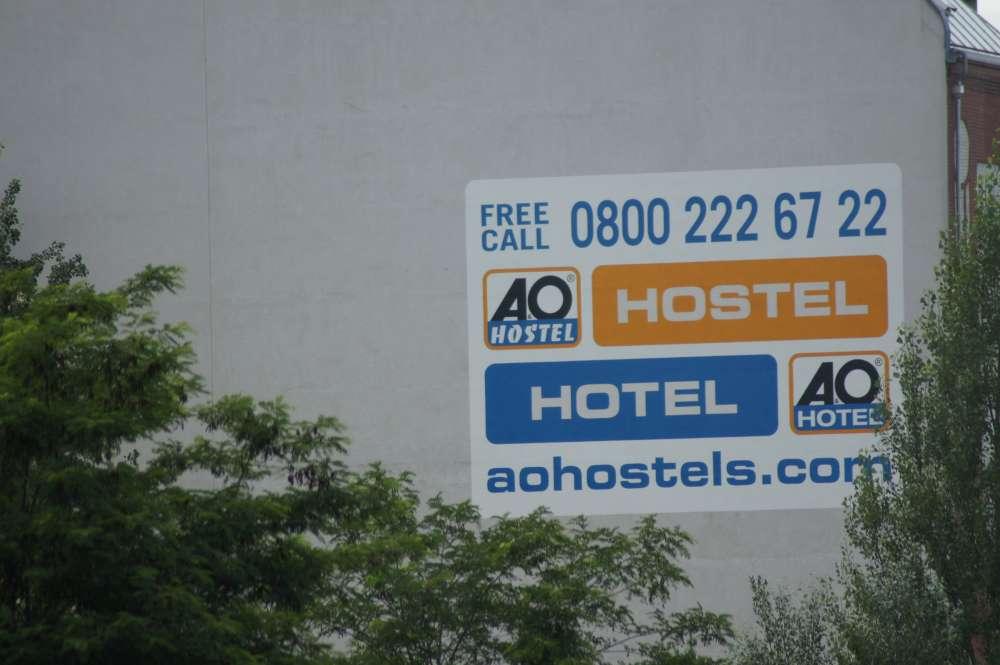 FREE CALL 0800 222 67 22
AO HOSTEL HOSTEL
HOTEL AO HOTEL
aohostels.com